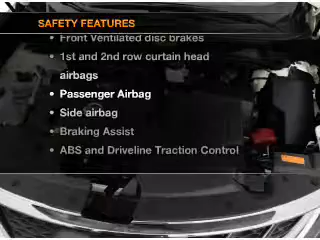 SAFETY FEATURES
• Front Ventilated disc brakes
• 1st and 2nd row curtain head
airbags
• Passenger Airbag
• Side airbag
• Braking Assist
• ABS and Driveline Traction Control